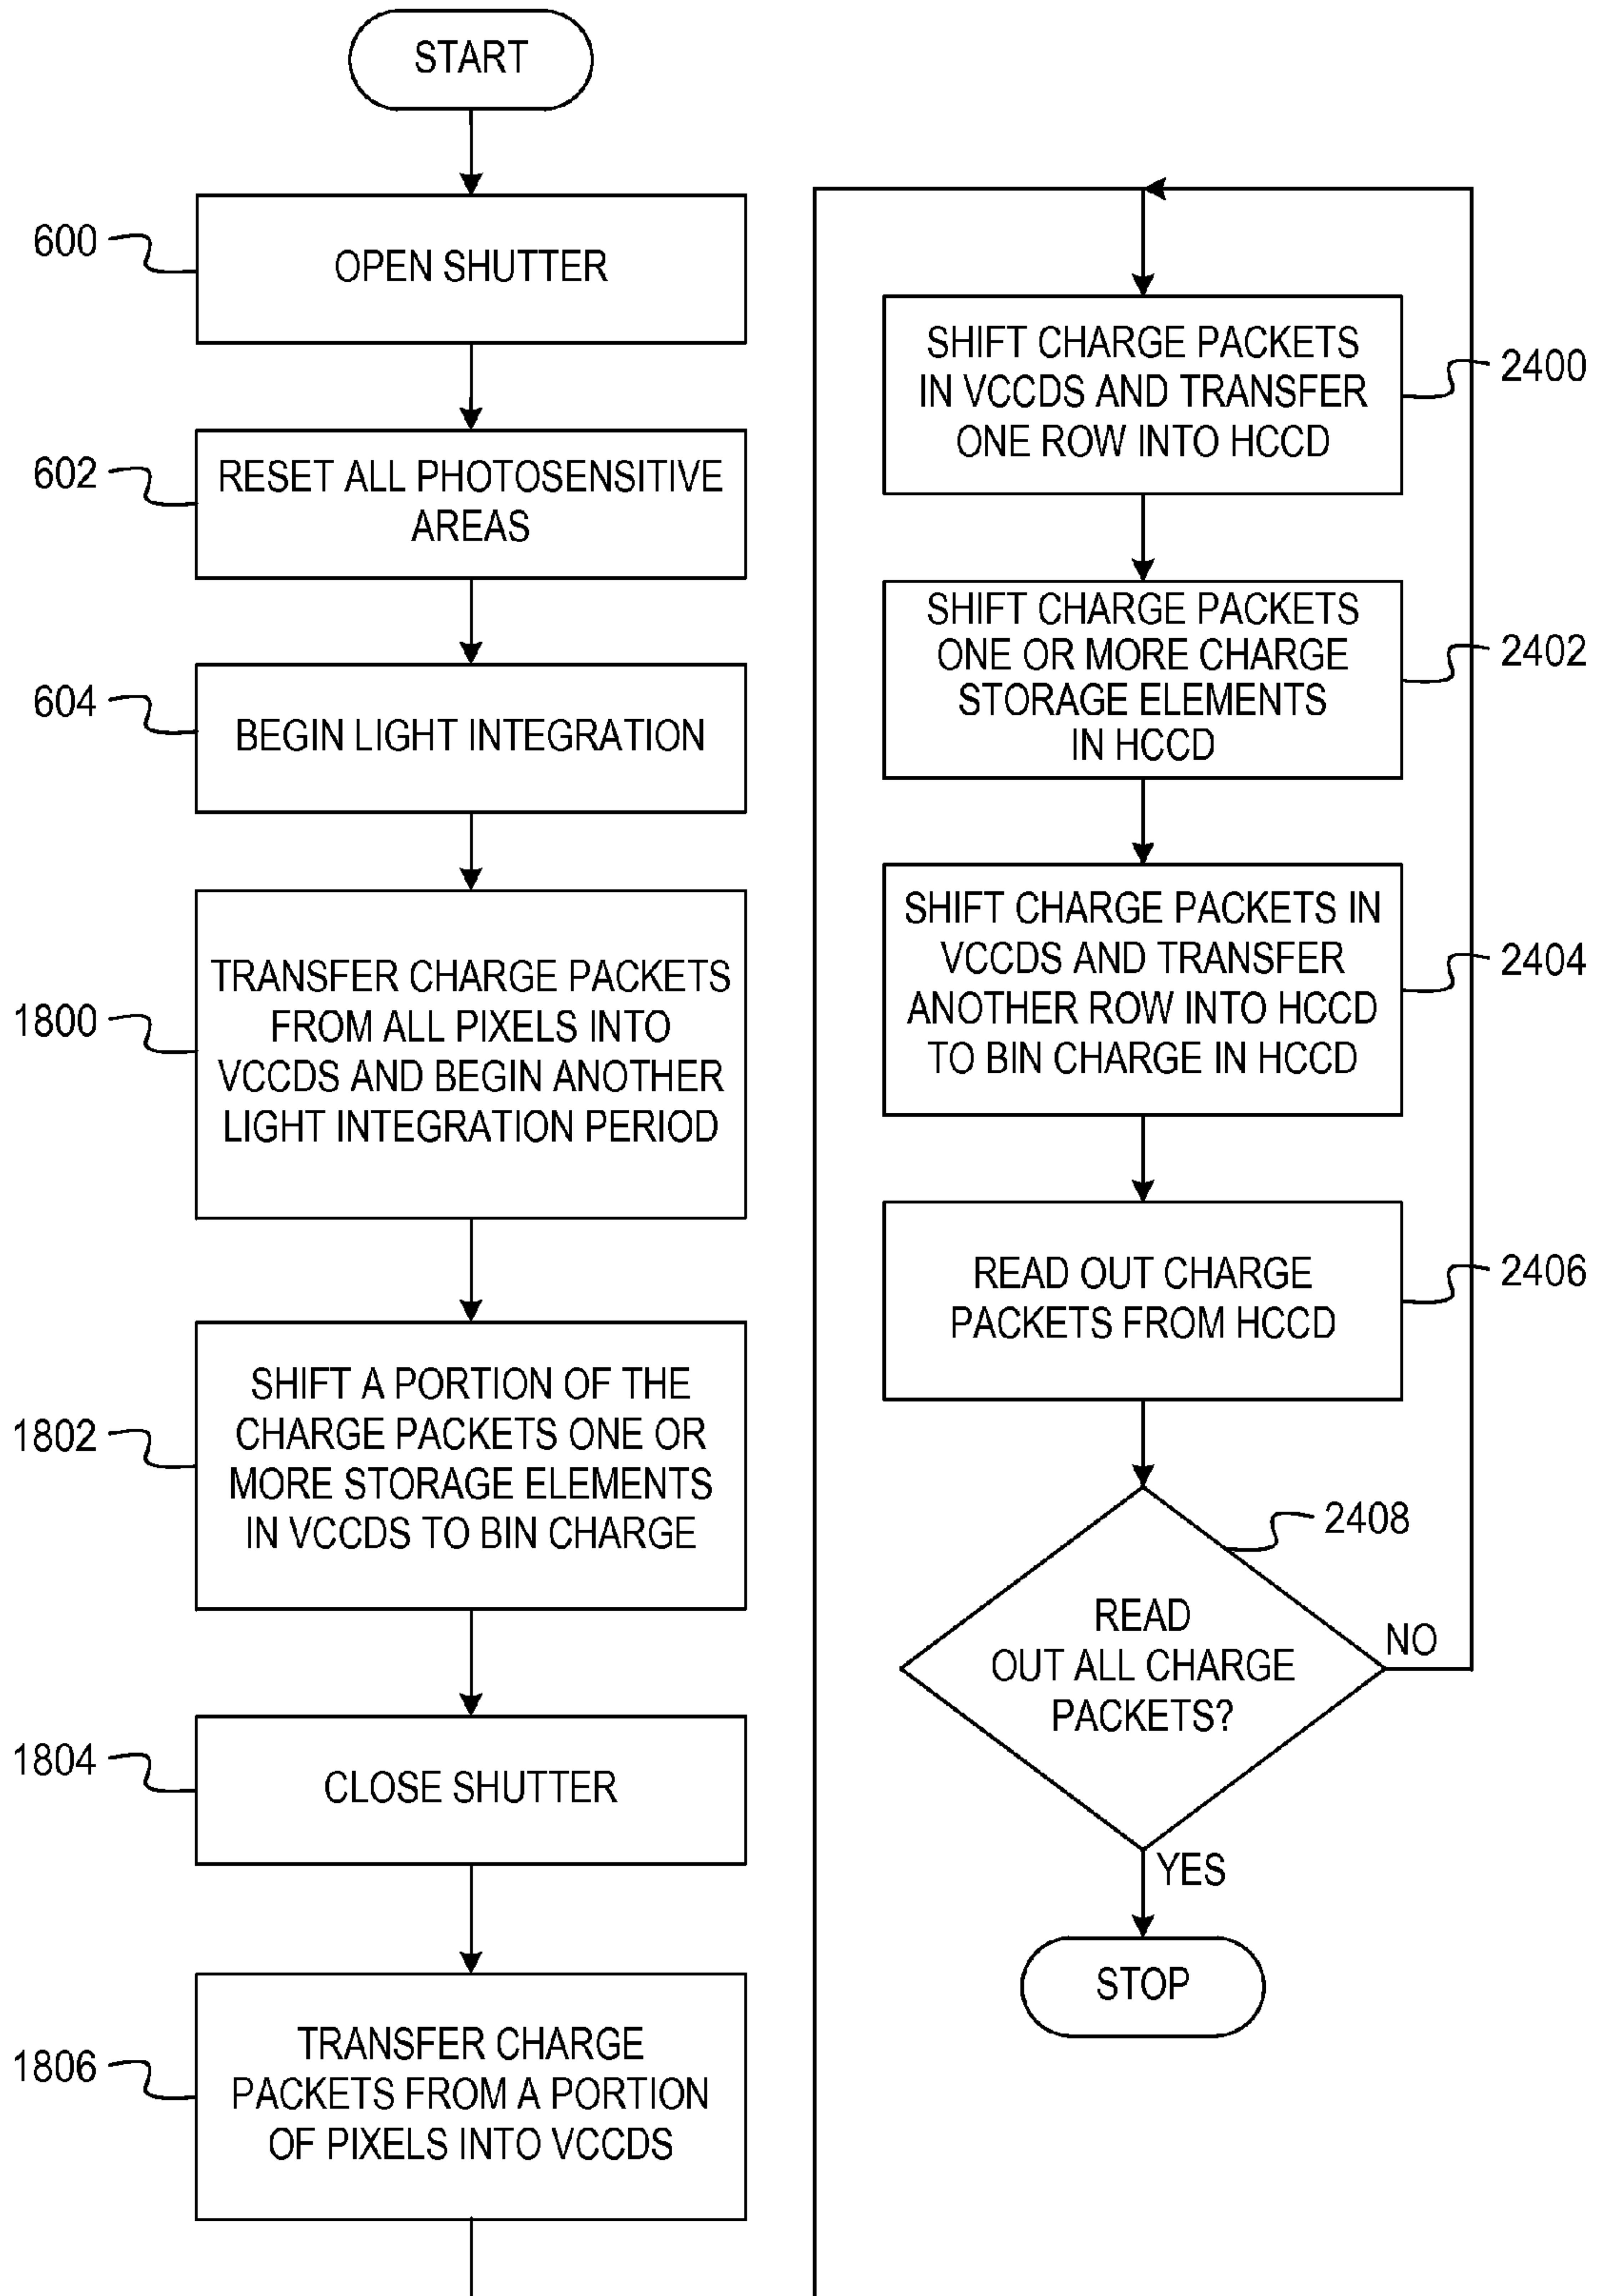 START
600
OPEN SHUTTER
602
RESET ALL PHOTOSENSITIVE
AREAS
604
BEGIN LIGHT INTEGRATION
1800
TRANSFER CHARGE PACKETS
FROM ALL PIXELS INTO
VCCDS AND BEGIN ANOTHER
LIGHT INTEGRATION PERIOD
1802
SHIFT A PORTION OF THE
CHARGE PACKETS ONE OR
MORE STORAGE ELEMENTS
IN VCCDS TO BIN CHARGE
1804
CLOSE SHUTTER
1806
TRANSFER CHARGE
PACKETS FROM A PORTION
OF PIXELS INTO VCCDS
SHIFT CHARGE PACKETS
IN VCCDS AND TRANSFER
ONE ROW INTO HCCD
2400
SHIFT CHARGE PACKETS
ONE OR MORE CHARGE
STORAGE ELEMENTS
IN HCCD
2402
SHIFT CHARGE PACKETS IN
VCCDS AND TRANSFER
ANOTHER ROW INTO HCCD
TO BIN CHARGE IN HCCD
2404
READ OUT CHARGE
PACKETS FROM HCCD
2406
2408
READ
OUT ALL CHARGE
PACKETS?
NO
YES
STOP